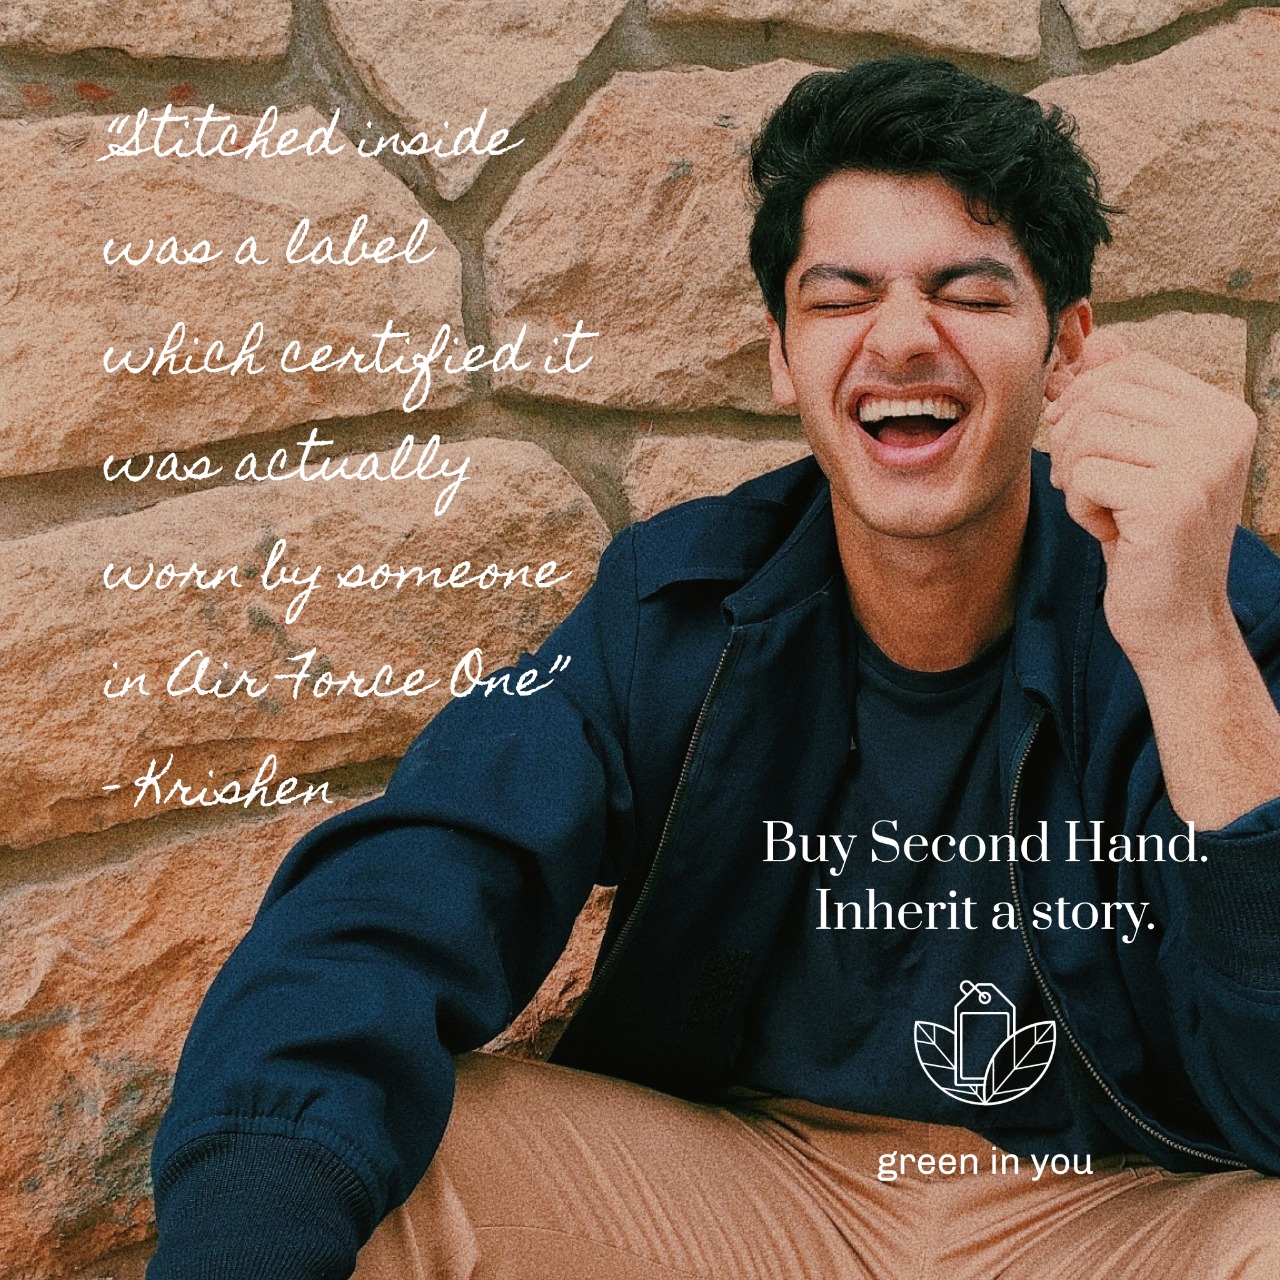 "Stitched inside
was a label
which certified it
was actually
worn by someone
in Air Force One"
- Krishen
Buy Second Hand.
Inherit a story.
green in you